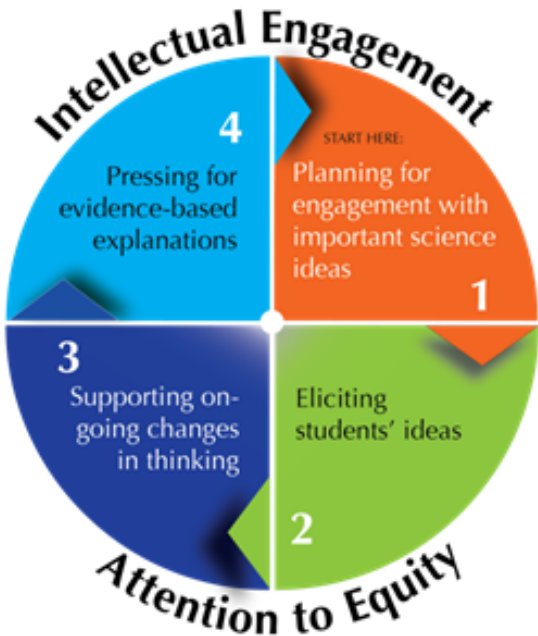 Intellectual Engagement
4
Pressing for
evidence-based
explanations
START HERE:
Planning for
engagement with
important science
ideas
1
3
Supporting on-
going changes
in thinking
Eliciting
students’ ideas
2
Attention to Equity